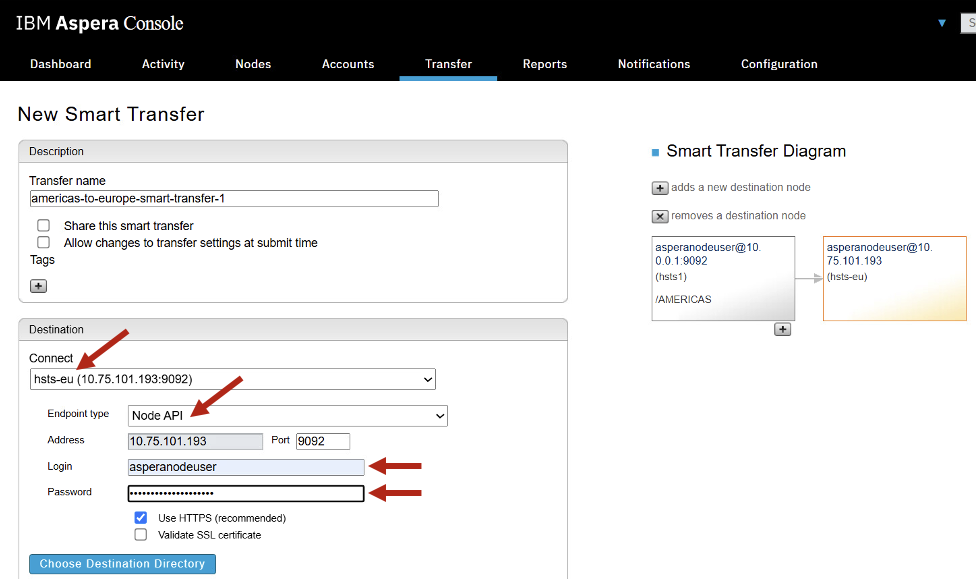 IBM Aspera Console
Dashboard Activity Nodes Accounts Transfer Reports Notifications Configuration
New Smart Transfer
Description
Transfer name
americas-to-europe-smart-transfer-1
Share this smart transfer
Allow changes to transfer settings at submit time
Tags
Destination
Connect
hsts-eu (10.75.101.193:9092)
Endpoint type Node API
Address 10.75.101.193 Port 9092
Login asperanodeuser
Password ••••••••••••••••••••
Use HTTPS (recommended)
Validate SSL certificate
Choose Destination Directory
Smart Transfer Diagram
adds a new destination node
removes a destination node
asperanodeuser@10.
0.0.1:9092
(hsts1)
/AMERICAS
asperanodeuser@10.
75.101.193
(hsts-eu)